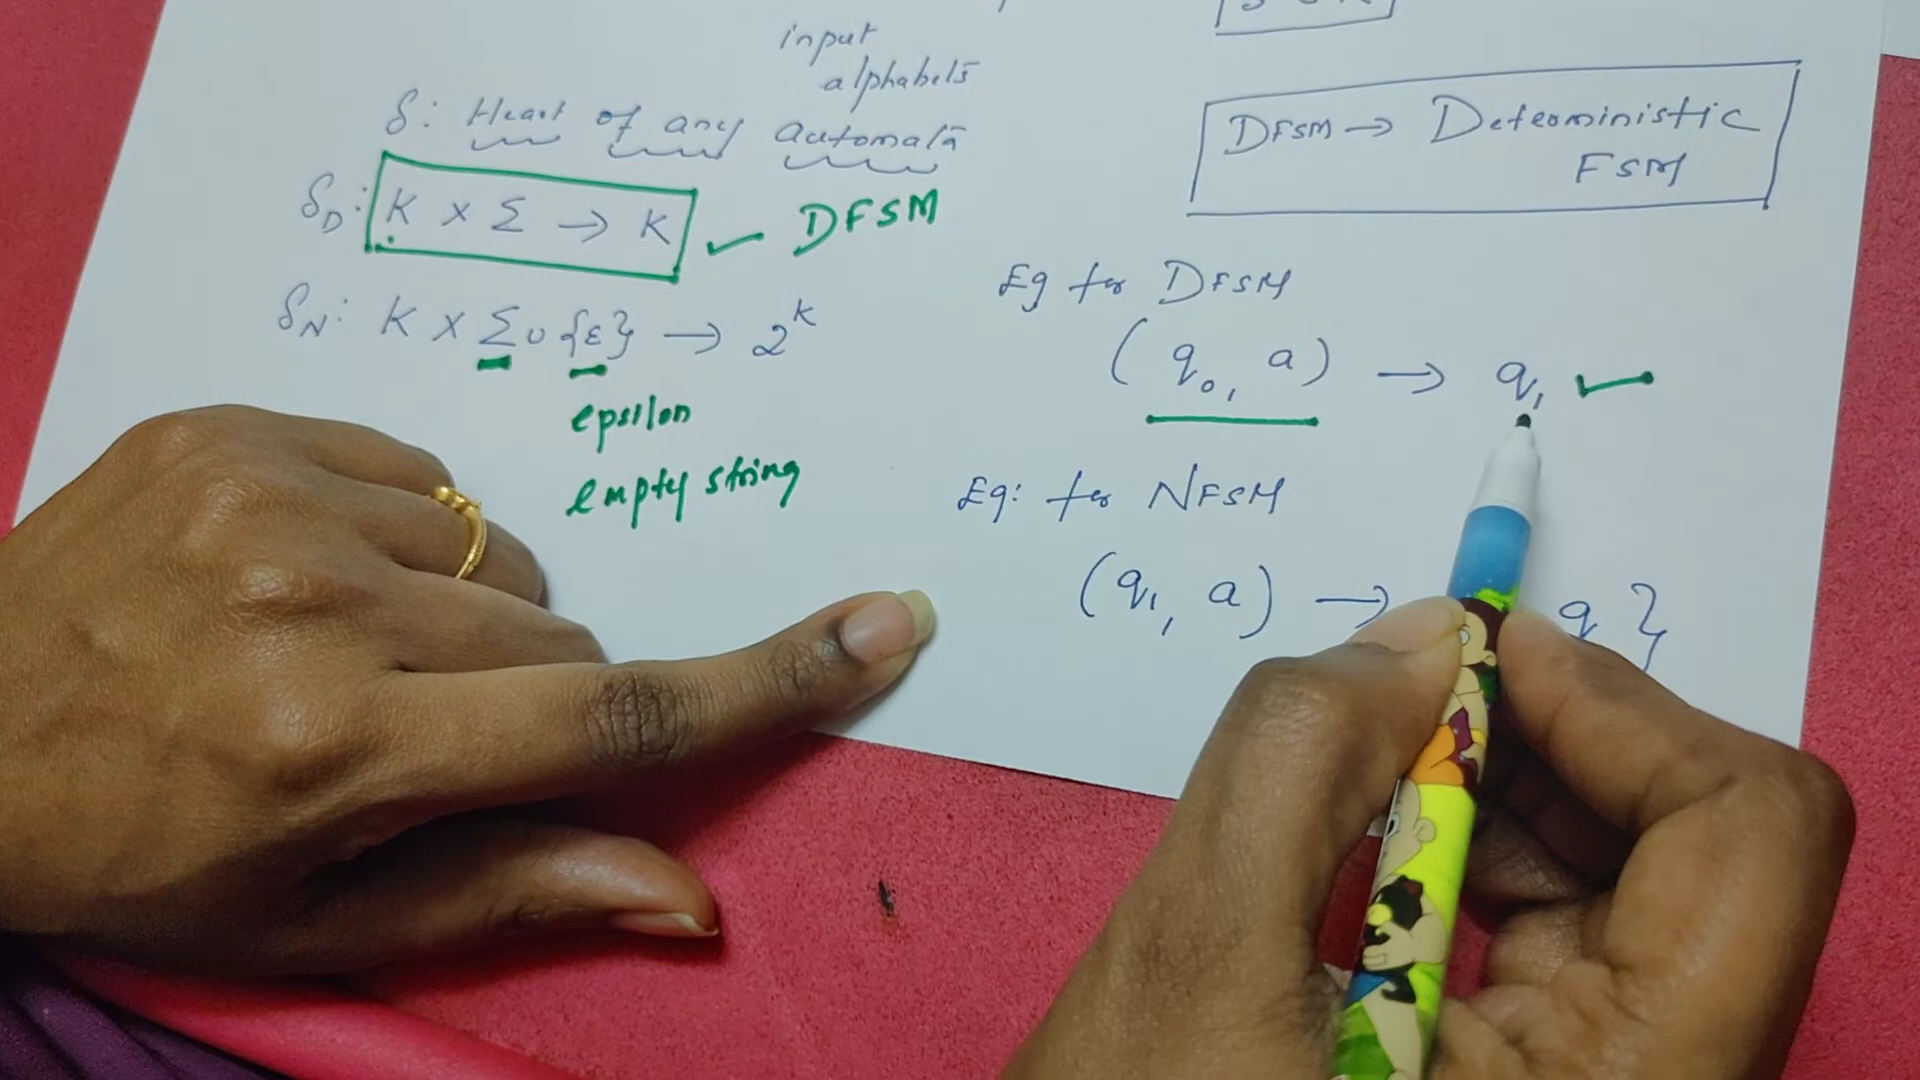 input
alphabets
δ: Heart of any automata
δD: K × Σ → K ✓ DFSM
δN: K × Σ ∪ {ε} → 2^K
epsilon
empty string
DFSM → Deterministic
FSM
Eg for DFSM
(q0, a) → q1 ✓
Eg: for NFSM
(q1, a) → q }